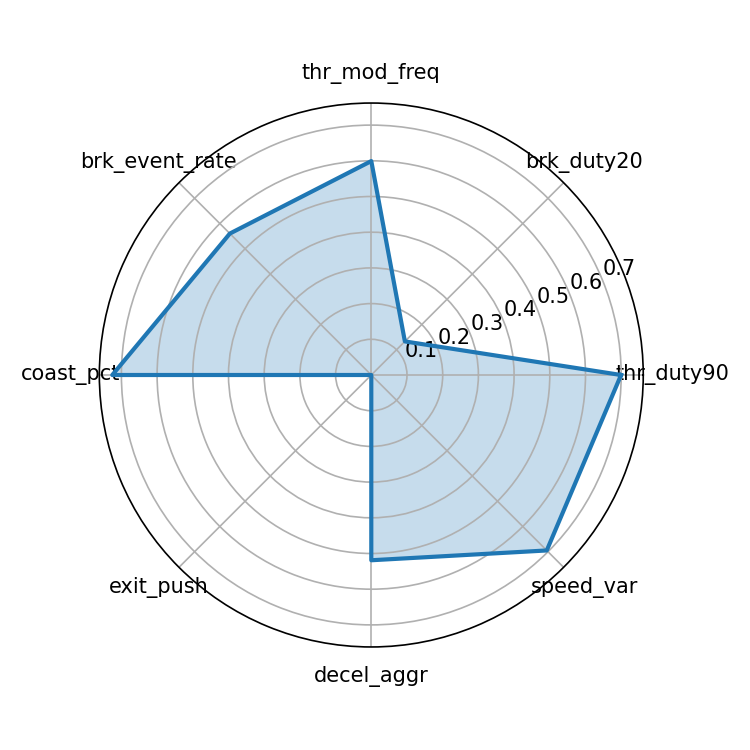 thr_mod_freq
brk_event_rate
brk_duty20
0.7
0.6
0.5
0.4
0.3
0.2
0.1
coast_pct
thr_duty90
exit_push
speed_var
decel_aggr